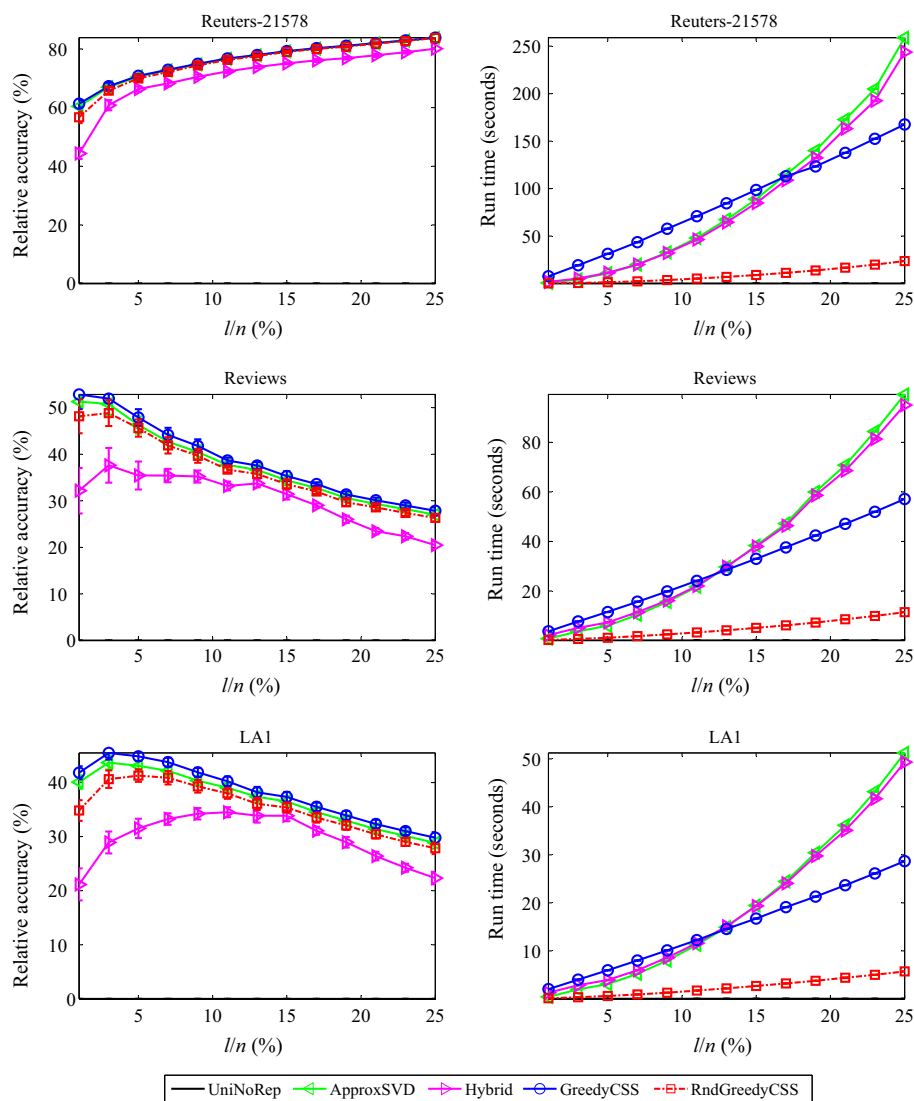 Reuters-21578
Relative accuracy (%)
80
60
40
20
0
5 10 15 20 25
l/n (%)
Reuters-21578
Run time (seconds)
250
200
150
100
50
0
5 10 15 20 25
l/n (%)
Reviews
Relative accuracy (%)
50
40
30
20
10
0
5 10 15 20 25
l/n (%)
Reviews
Run time (seconds)
80
60
40
20
0
5 10 15 20 25
l/n (%)
LA1
Relative accuracy (%)
40
30
20
10
0
5 10 15 20 25
l/n (%)
LA1
Run time (seconds)
50
40
30
20
10
0
5 10 15 20 25
l/n (%)
UniNoRep ApproxSVD Hybrid GreedyCSS RndGreedyCSS